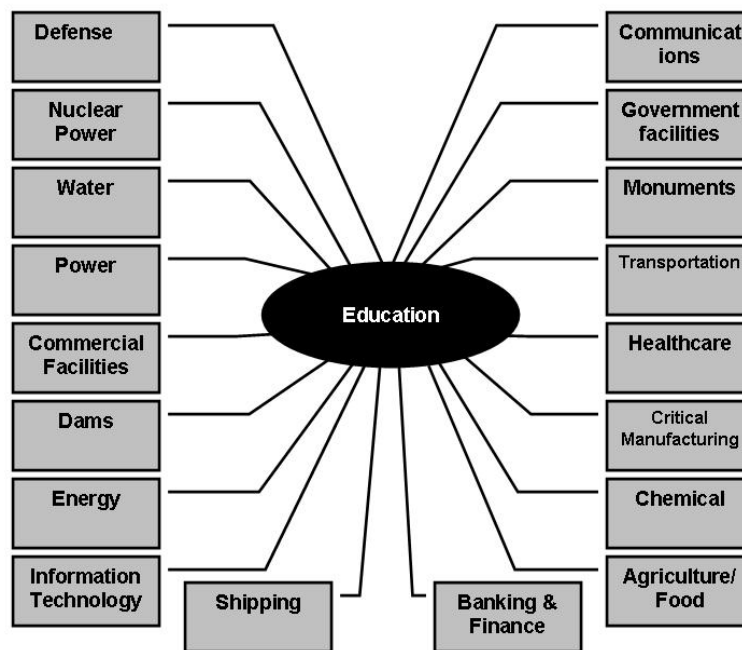 Defense
Nuclear
Power
Water
Power
Commercial
Facilities
Dams
Energy
Information
Technology
Education
Shipping
Banking &
Finance
Communicat
ions
Government
facilities
Monuments
Transportation
Healthcare
Critical
Manufacturing
Chemical
Agriculture/
Food